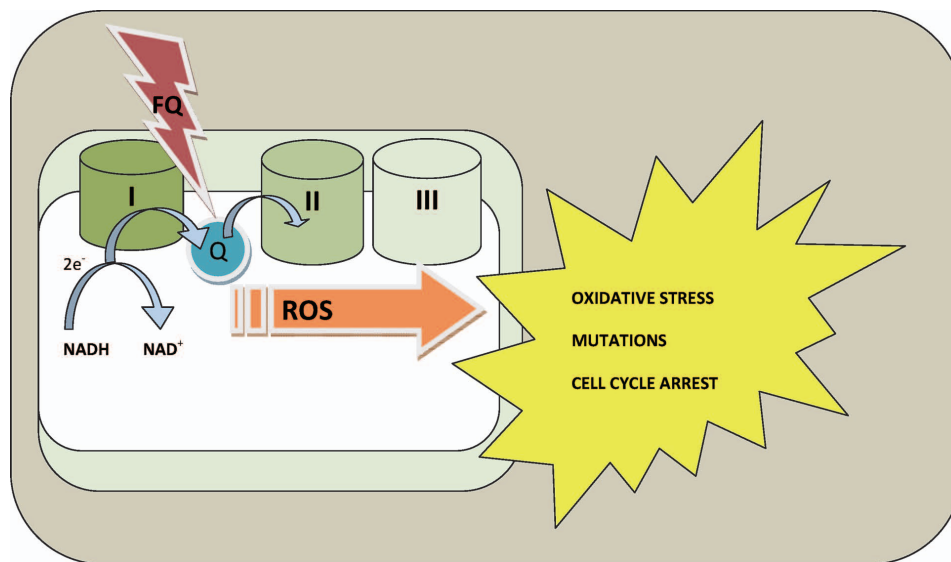 FQ
I
II
III
Q
2e⁻
ROS
NADH
NAD⁺
OXIDATIVE STRESS
MUTATIONS
CELL CYCLE ARREST